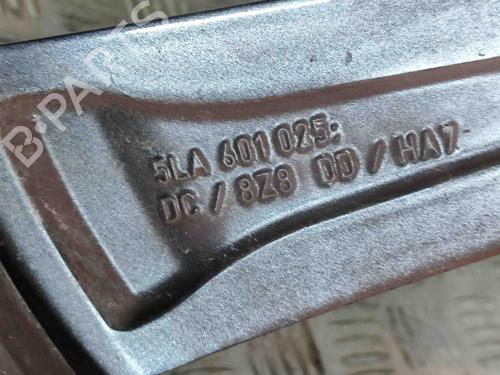 B-PARTS
5LA 601 025:
DC / 8Z8 DD / HA7